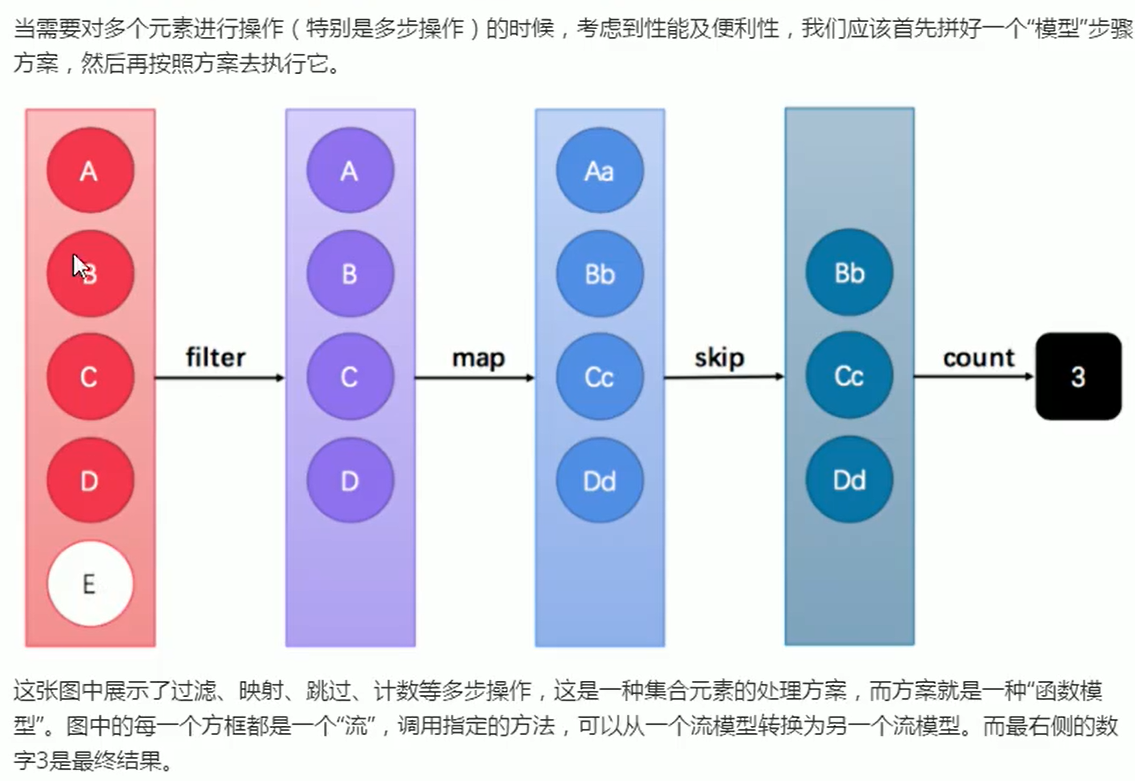 当需要对多个元素进行操作（特别是多步操作）的时候，考虑到性能及便利性，我们应该首先拼好一个“模型”步骤
方案，然后再按照方案去执行它。
A
B
C
D
E
filter
A
B
C
D
map
Aa
Bb
Cc
Dd
skip
Bb
Cc
Dd
count
3
这张图中展示了过滤、映射、跳过、计数等多步操作，这是一种集合元素的处理方案，而方案就是一种“函数模
型”。图中的每一个方框都是一个“流”，调用指定的方法，可以从一个流模型转换为另一个流模型。而最右侧的数
字3是最终结果。